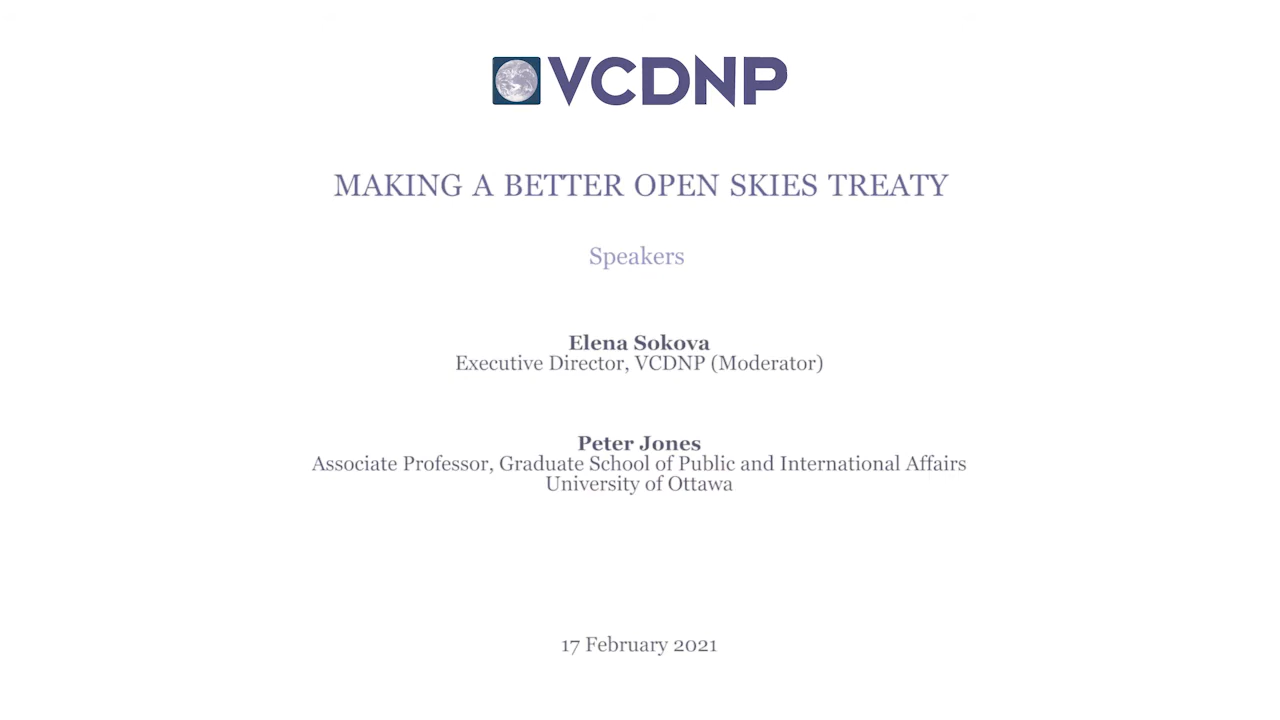 VCDNP
MAKING A BETTER OPEN SKIES TREATY
Speakers
Elena Sokova
Executive Director, VCDNP (Moderator)
Peter Jones
Associate Professor, Graduate School of Public and International Affairs
University of Ottawa
17 February 2021